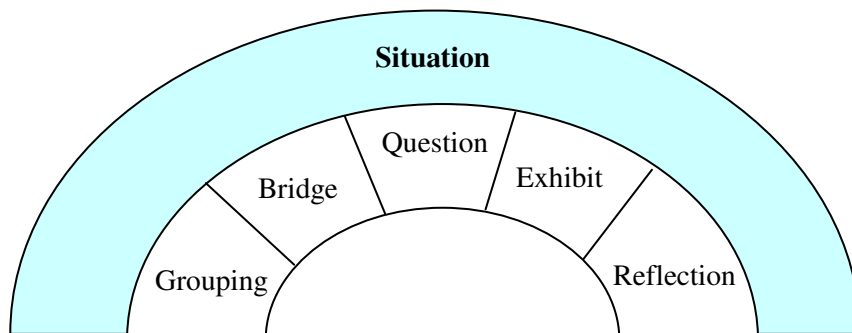 Situation
Grouping
Bridge
Question
Exhibit
Reflection